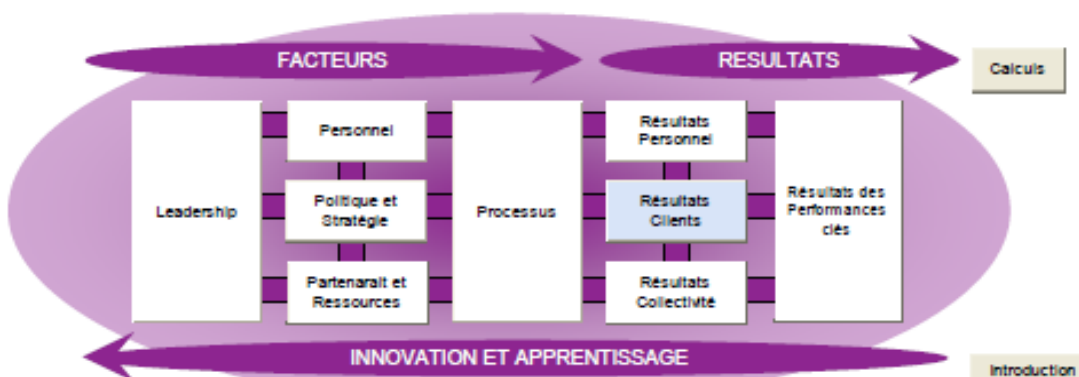 FACTEURS
RESULTATS
Calculs
Leadership
Personnel
Politique et
Stratégie
Partenarait et
Ressources
Processus
Résultats
Personnel
Résultats
Clients
Résultats
Collectivité
Résultats des
Performances
clés
INNOVATION ET APPRENTISSAGE
Introduction